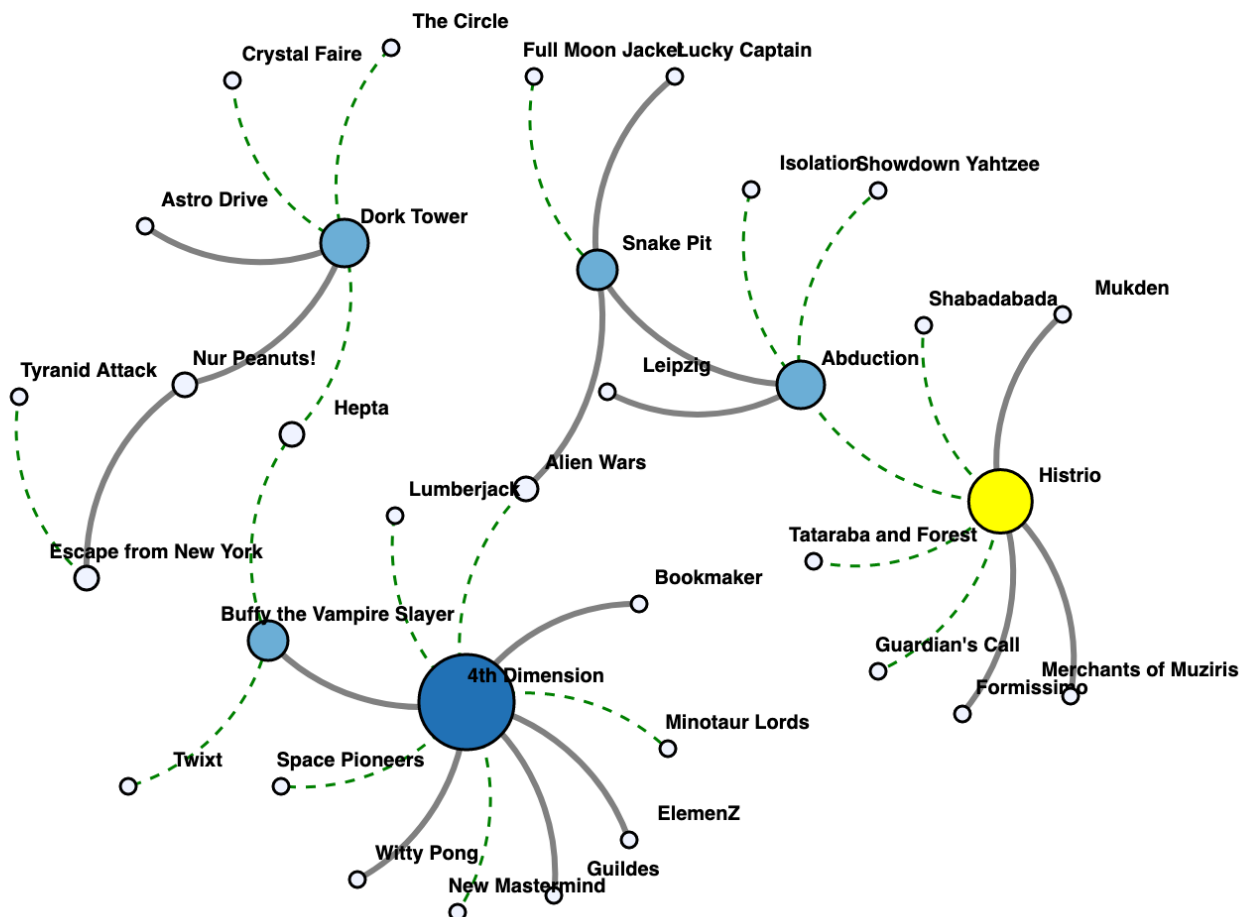 The Circle
Crystal Faire
Full Moon Jacket
Lucky Captain
Isolation
Showdown Yahtzee
Astro Drive
Dork Tower
Snake Pit
Mukden
Shabadabada
Nur Peanuts!
Abduction
Leipzig
Tyranid Attack
Hepta
Alien Wars
Histrio
Lumberjack
Tataraba and Forest
Escape from New York
Bookmaker
Buffy the Vampire Slayer
Guardian's Call
Merchants of Muziris
4th Dimension
Formissimo
Minotaur Lords
Twixt
Space Pioneers
ElemenZ
Witty Pong
Guildes
New Mastermind